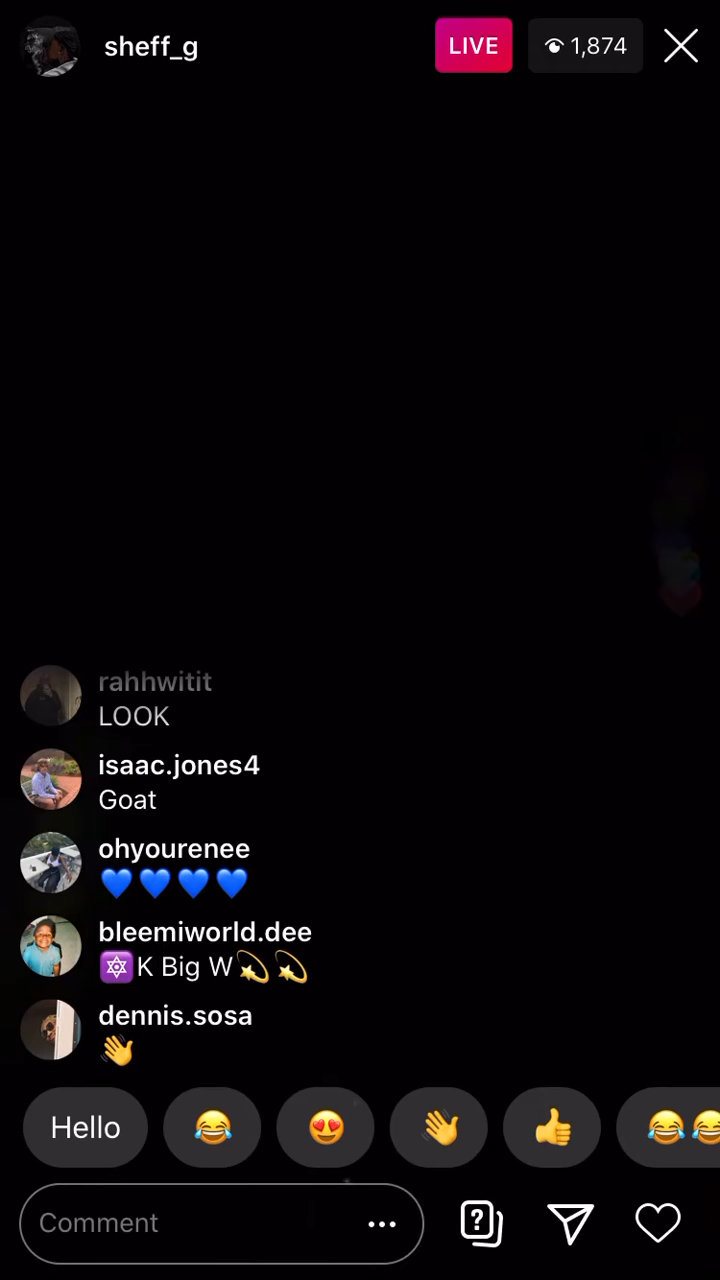 sheff_g
LIVE
1,874
rahhwitit
LOOK
isaac.jones4
Goat
ohyourenee
💙💙💙💙
bleemiworld.dee
🔯K Big W💫💫
dennis.sosa
👋
Hello 😂 😍 👋 👍 😂😂
Comment